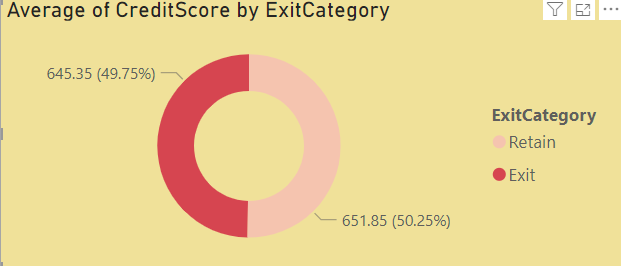 Average of CreditScore by ExitCategory
645.35 (49.75%)
ExitCategory
Retain
Exit
651.85 (50.25%)